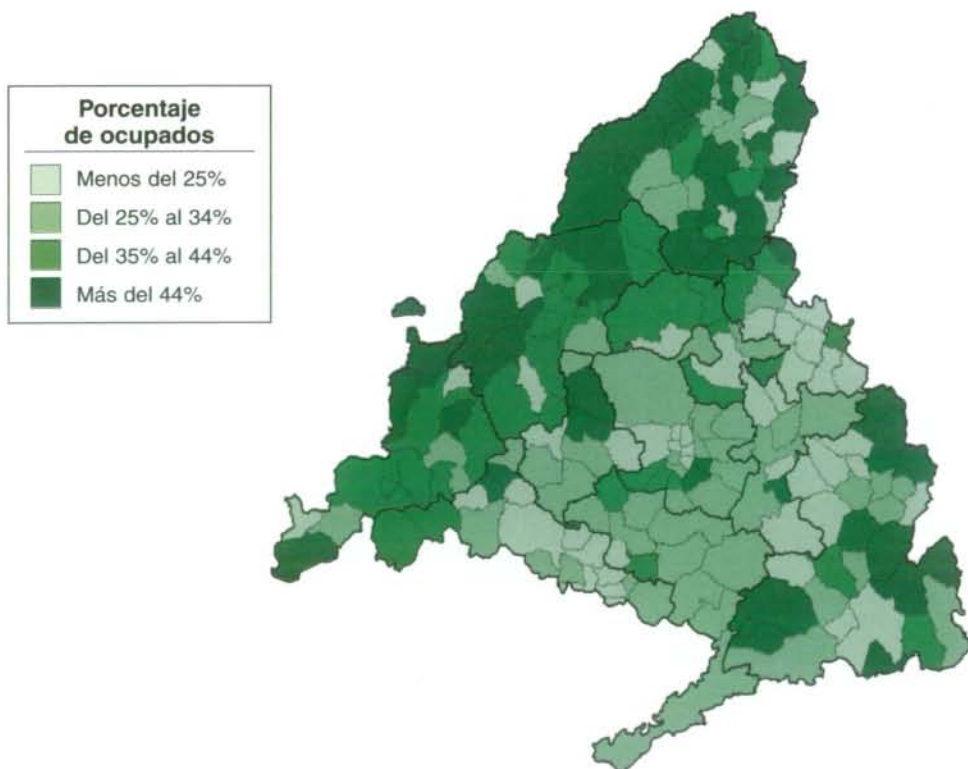 Porcentaje
de ocupados
Menos del 25%
Del 25% al 34%
Del 35% al 44%
Más del 44%